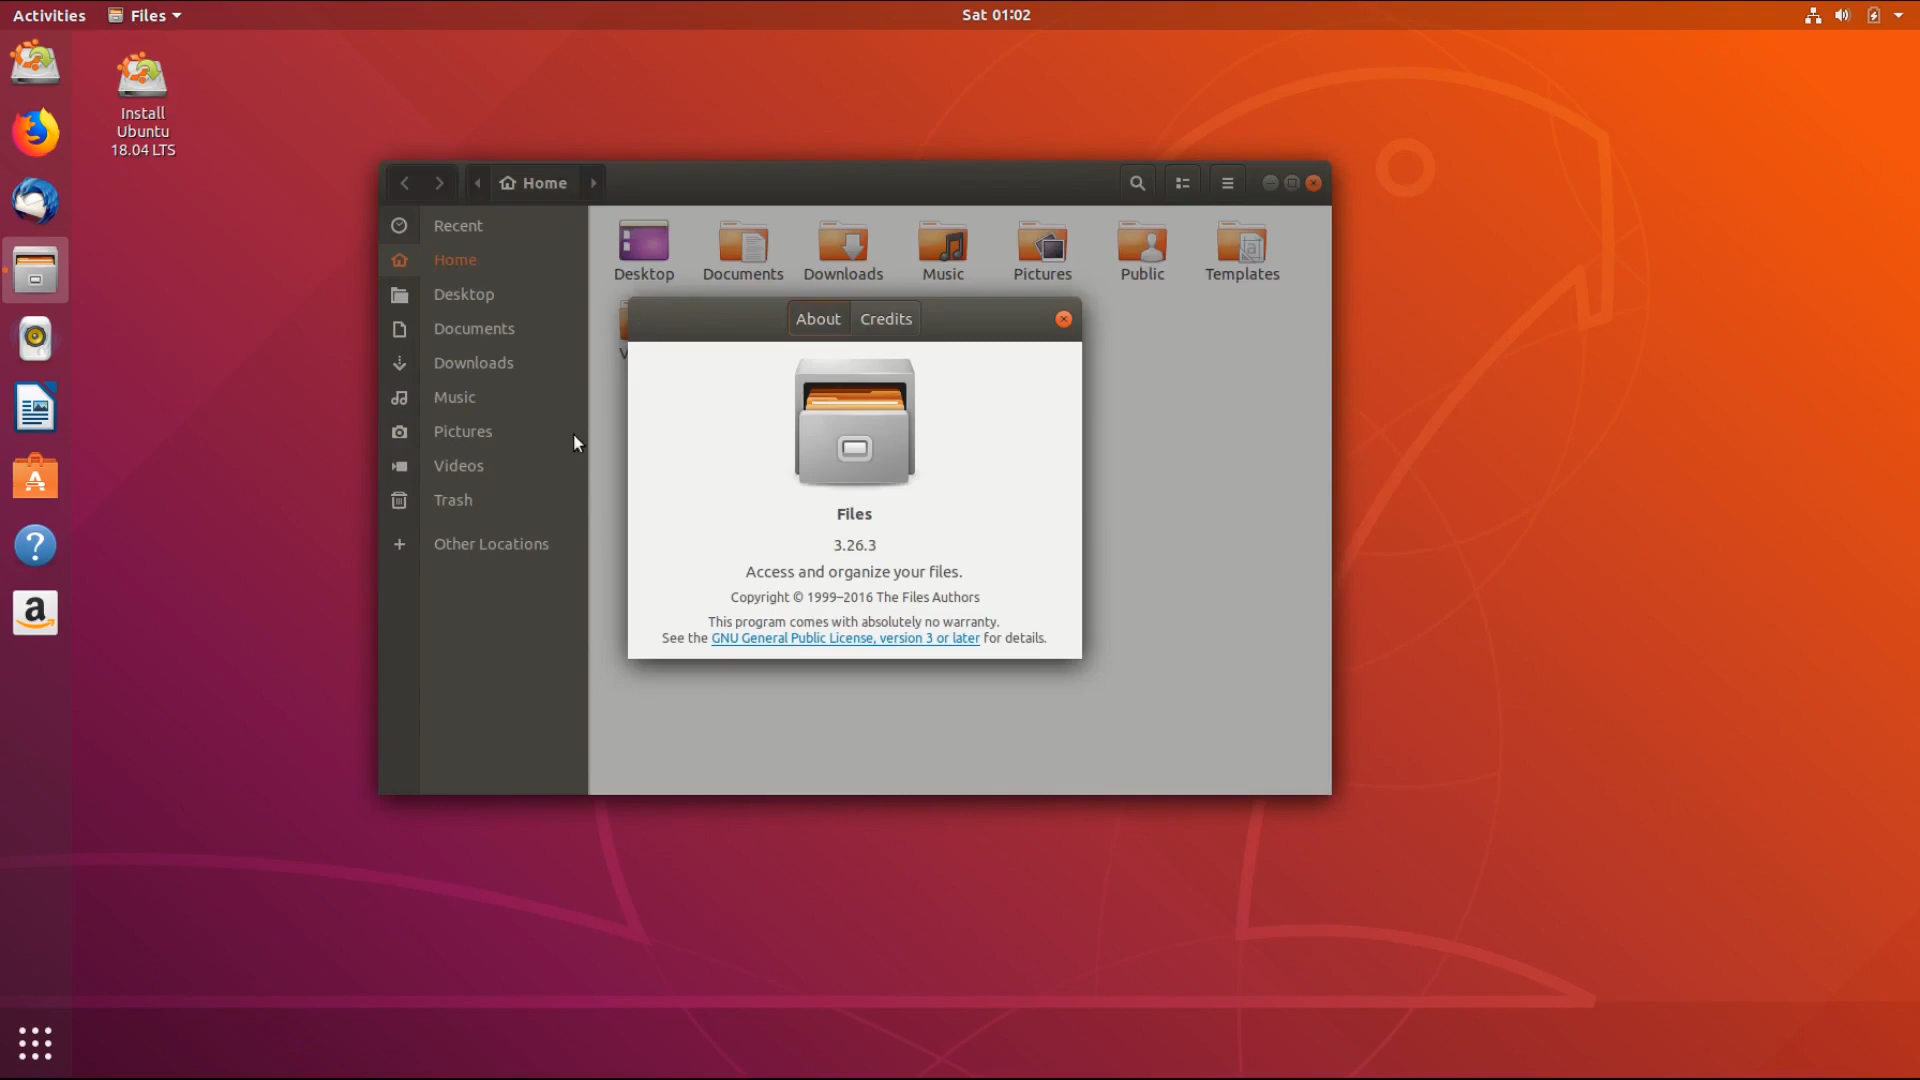 Activities
Files
Sat 01:02
Install
Ubuntu
18.04 LTS
Home
Recent
Home
Desktop
Documents
Downloads
Music
Pictures
Videos
Trash
Other Locations
Desktop
Documents
Downloads
Music
Pictures
Public
Templates
About
Credits
Files
3.26.3
Access and organize your files.
Copyright © 1999–2016 The Files Authors
This program comes with absolutely no warranty.
See the GNU General Public License, version 3 or later for details.